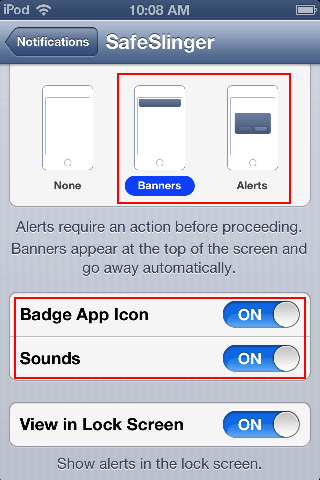 iPod 10:08 AM
Notifications SafeSlinger
None Banners Alerts
Alerts require an action before proceeding.
Banners appear at the top of the screen and
go away automatically.
Badge App Icon ON
Sounds ON
View in Lock Screen ON
Show alerts in the lock screen.